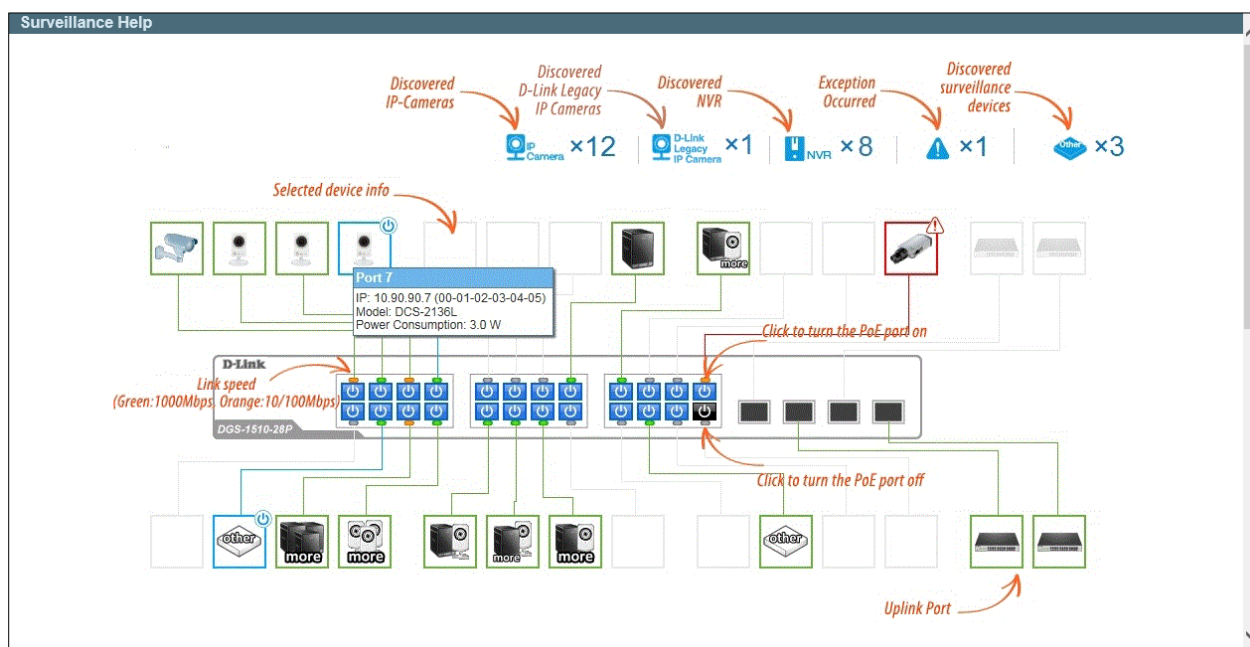 Surveillance Help
Discovered
IP-Cameras
Discovered
D-Link Legacy
IP Cameras
Discovered
NVR
Exception
Occurred
Discovered
surveillance
devices
IP
Camera
×12
D-Link
Legacy
IP Camera
×1
NVR
×8
×1
Other
×3
Selected device info
more
Port 7
IP: 10.90.90.7 (00-01-02-03-04-05)
Model: DCS-2136L
Power Consumption: 3.0 W
Click to turn the PoE port on
D-Link
Link speed
(Green:1000Mbps, Orange:10/100Mbps)
DGS-1510-28P
Click to turn the PoE port off
other
more
more
more
more
other
Uplink Port